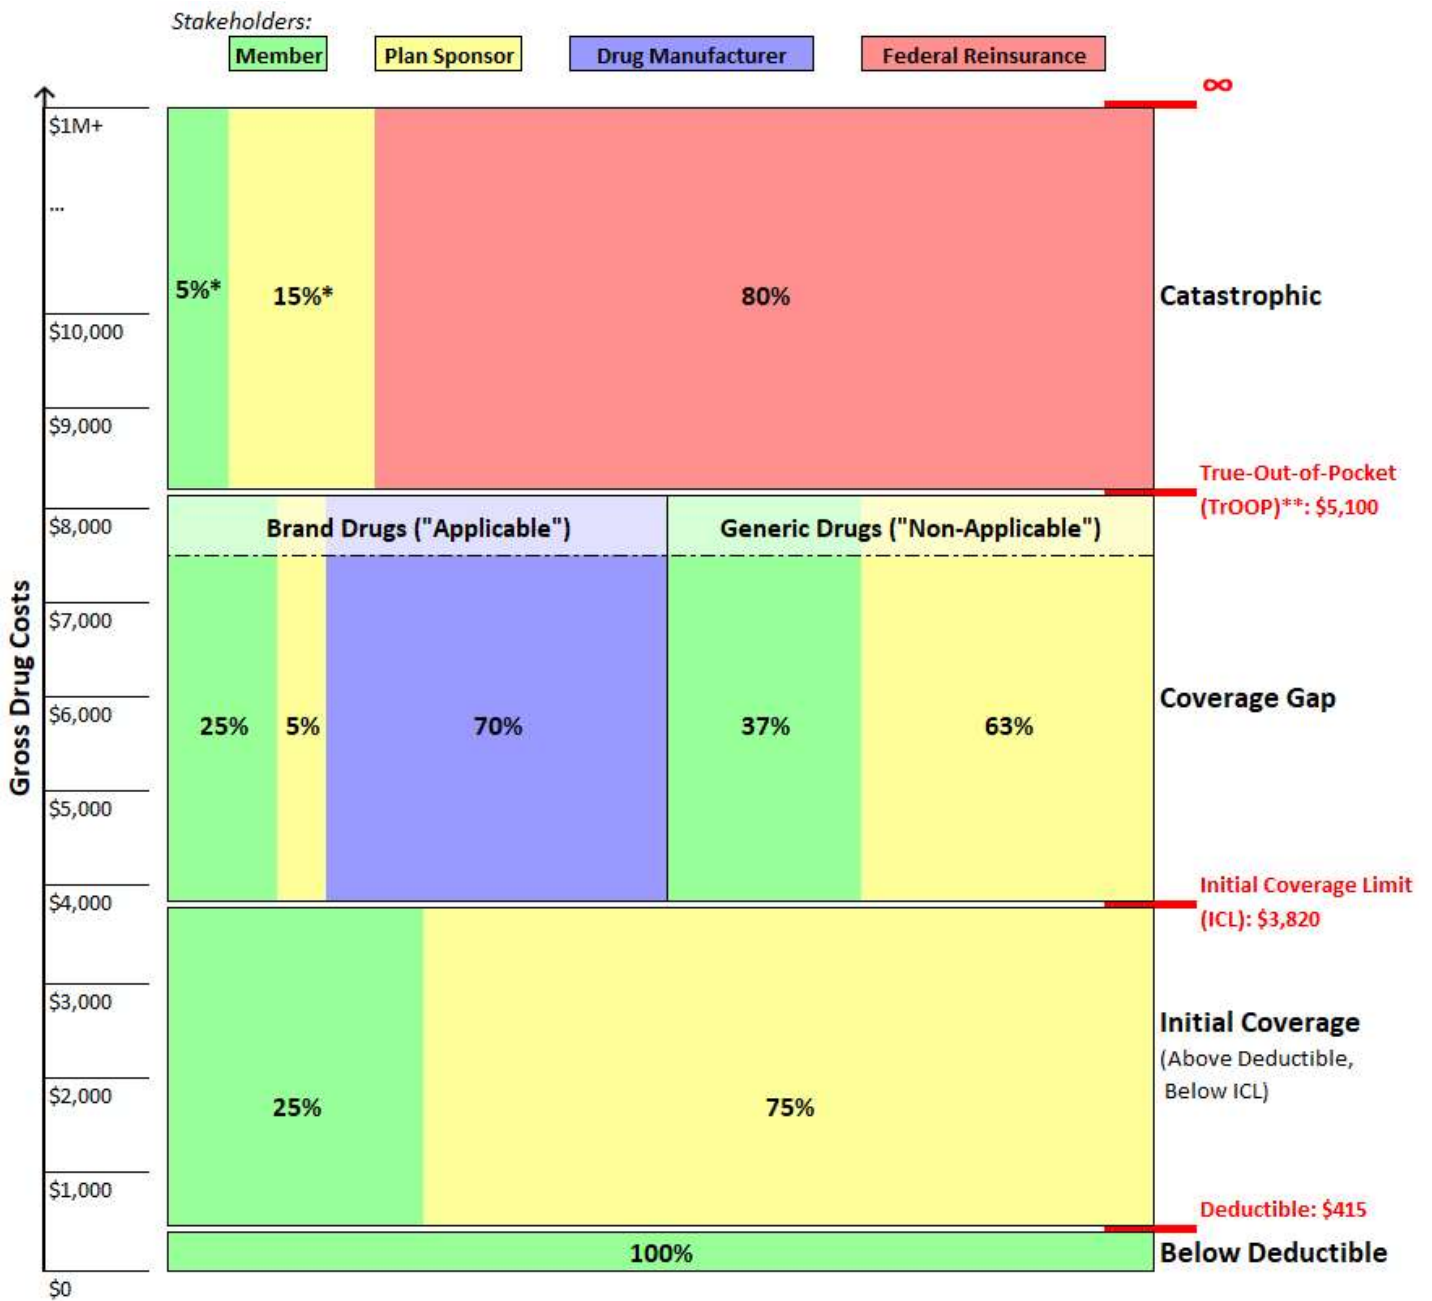 Stakeholders:
Member
Plan Sponsor
Drug Manufacturer
Federal Reinsurance
∞
$1M+
...
5%*
15%*
80%
Catastrophic
$10,000
$9,000
True-Out-of-Pocket
(TrOOP)**: $5,100
$8,000
Brand Drugs ("Applicable")
Generic Drugs ("Non-Applicable")
Gross Drug Costs
$7,000
$6,000
25%
5%
70%
37%
63%
Coverage Gap
$5,000
$4,000
Initial Coverage Limit
(ICL): $3,820
$3,000
Initial Coverage
(Above Deductible,
Below ICL)
$2,000
25%
75%
$1,000
Deductible: $415
100%
Below Deductible
$0